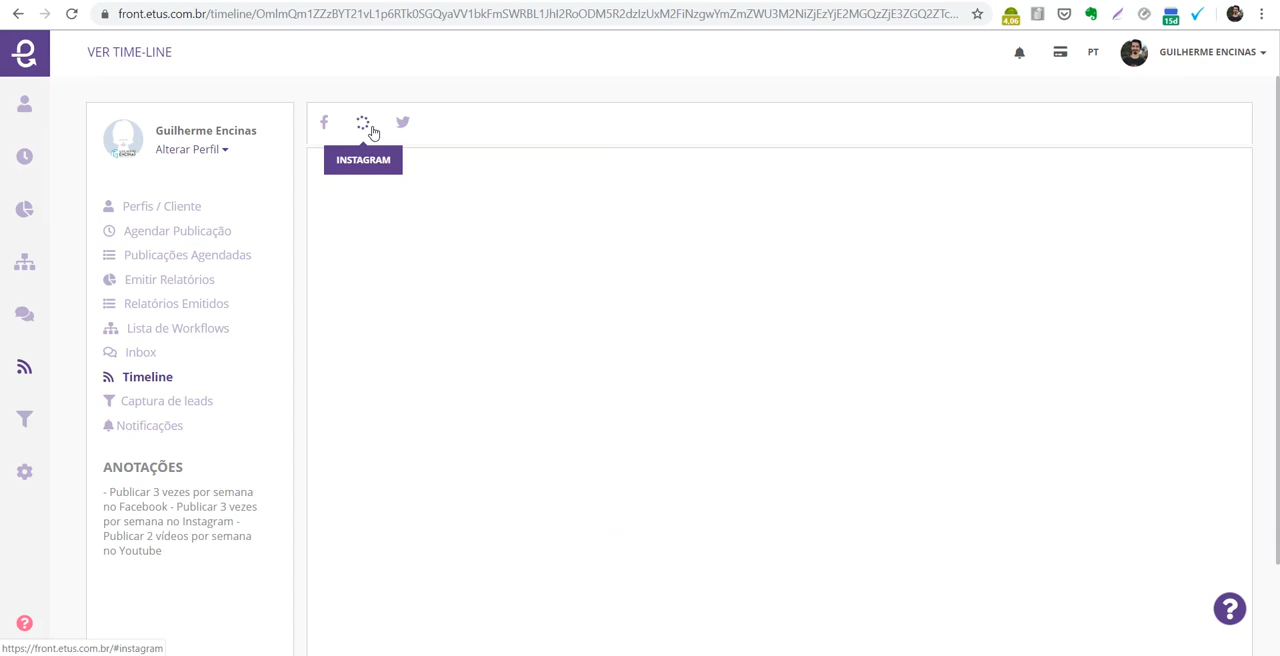 front.etus.com.br/timeline/OmlmQm1ZZzBYT21vL1p6RTk0SGQyaVV1bkFmSWRBL1JhI2RoODM5R2dzIzUxM2FiNzgwYmZmZWU3M2NiZjEzYjE2MGQzZjE3ZGQ2ZTc...
4,06
15d
VER TIME-LINE
PT
GUILHERME ENCINAS
Guilherme Encinas
Alterar Perfil
INSTAGRAM
Perfis / Cliente
Agendar Publicação
Publicações Agendadas
Emitir Relatórios
Relatórios Emitidos
Lista de Workflows
Inbox
Timeline
Captura de leads
Notificações
ANOTAÇÕES
- Publicar 3 vezes por semana
no Facebook - Publicar 3 vezes
por semana no Instagram -
Publicar 2 vídeos por semana
no Youtube
?
?
https://front.etus.com.br/#instagram